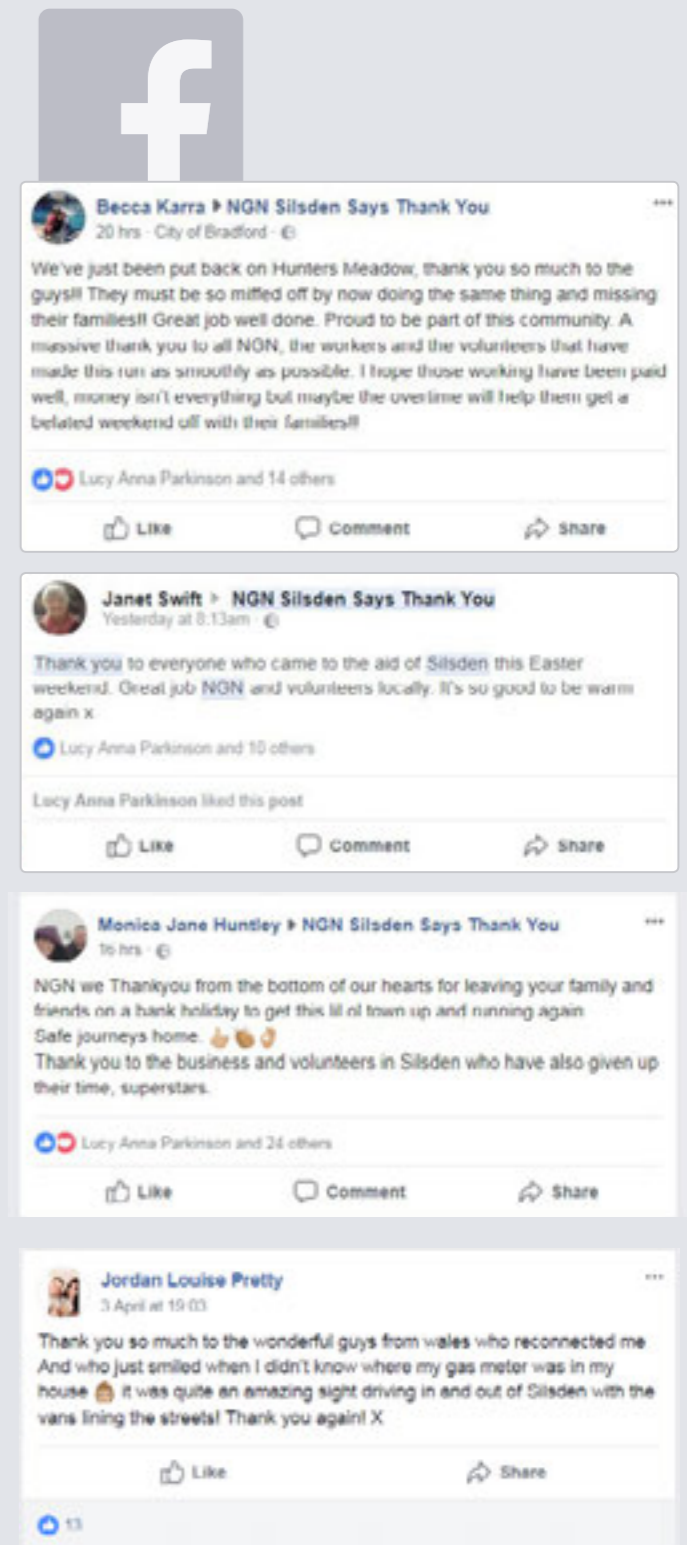 f
Becca Karra ▸ NGN Silsden Says Thank You
20 hrs · City of Bradford ·
We've just been put back on Hunters Meadow, thank you so much to the
guys!! They must be so miffed off by now doing the same thing and missing
their families!! Great job well done. Proud to be part of this community. A
massive thank you to all NGN, the workers and the volunteers that have
made this run as smoothly as possible. I hope those working have been paid
well, money isn't everything but maybe the overtime will help them get a
belated weekend off with their families!!
Lucy Anna Parkinson and 14 others
Like Comment Share
Janet Swift ▸ NGN Silsden Says Thank You
Yesterday at 8:13am ·
Thank you to everyone who came to the aid of Silsden this Easter
weekend. Great job NGN and volunteers locally. It's so good to be warm
again x
Lucy Anna Parkinson and 10 others
Lucy Anna Parkinson liked this post
Like Comment Share
Monica Jane Huntley ▸ NGN Silsden Says Thank You
16 hrs ·
NGN we Thankyou from the bottom of our hearts for leaving your family and
friends on a bank holiday to get this lil ol town up and running again
Safe journeys home.
Thank you to the business and volunteers in Silsden who have also given up
their time, superstars.
Lucy Anna Parkinson and 24 others
Like Comment Share
Jordan Louise Pretty
3 April at 19:03
Thank you so much to the wonderful guys from wales who reconnected me
And who just smiled when I didn't know where my gas meter was in my
house it was quite an amazing sight driving in and out of Silsden with the
vans lining the streets! Thank you again! X
Like Share
13